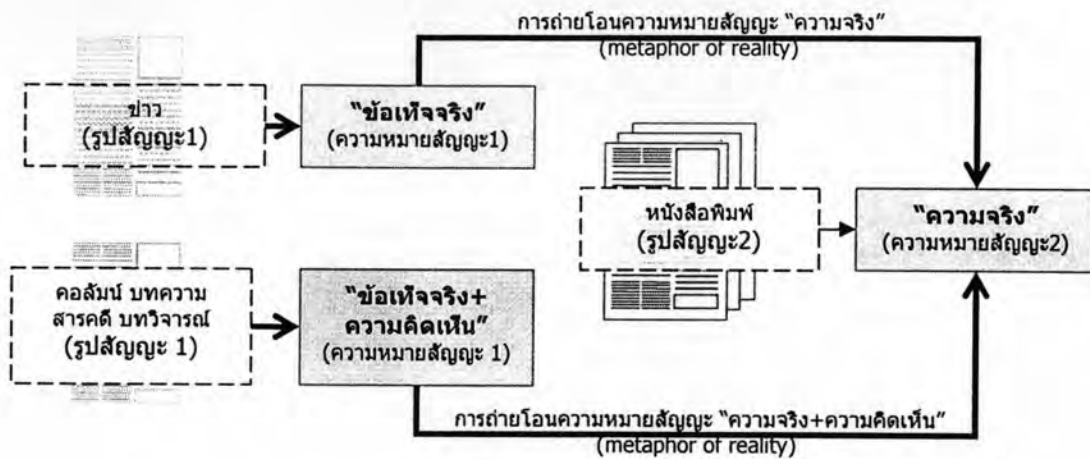 การถ่ายโอนความหมายสัญญะ “ความจริง”
(metaphor of reality)
ข่าว
(รูปสัญญะ1)
“ข้อเท็จจริง”
(ความหมายสัญญะ1)
หนังสือพิมพ์
(รูปสัญญะ2)
“ความจริง”
(ความหมายสัญญะ2)
คอลัมน์ บทความ
สารคดี บทวิจารณ์
(รูปสัญญะ 1)
“ข้อเท็จจริง+
ความคิดเห็น”
(ความหมายสัญญะ 1)
การถ่ายโอนความหมายสัญญะ “ความจริง+ความคิดเห็น”
(metaphor of reality)